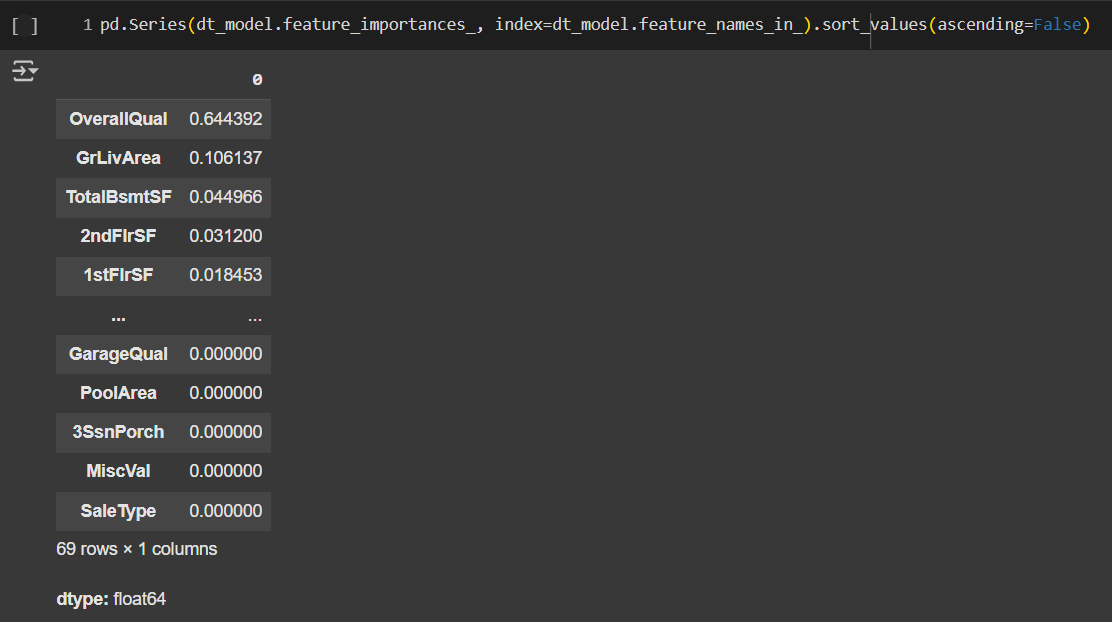 [ ] 1 pd.Series(dt_model.feature_importances_, index=dt_model.feature_names_in_).sort_values(ascending=False)
0
OverallQual 0.644392
GrLivArea 0.106137
TotalBsmtSF 0.044966
2ndFlrSF 0.031200
1stFlrSF 0.018453
... ...
GarageQual 0.000000
PoolArea 0.000000
3SsnPorch 0.000000
MiscVal 0.000000
SaleType 0.000000
69 rows × 1 columns
dtype: float64